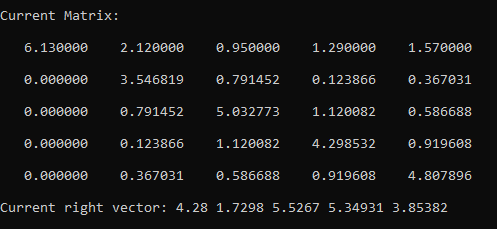 Current Matrix:
6.130000 2.120000 0.950000 1.290000 1.570000
0.000000 3.546819 0.791452 0.123866 0.367031
0.000000 0.791452 5.032773 1.120082 0.586688
0.000000 0.123866 1.120082 4.298532 0.919608
0.000000 0.367031 0.586688 0.919608 4.807896
Current right vector: 4.28 1.7298 5.5267 5.34931 3.85382